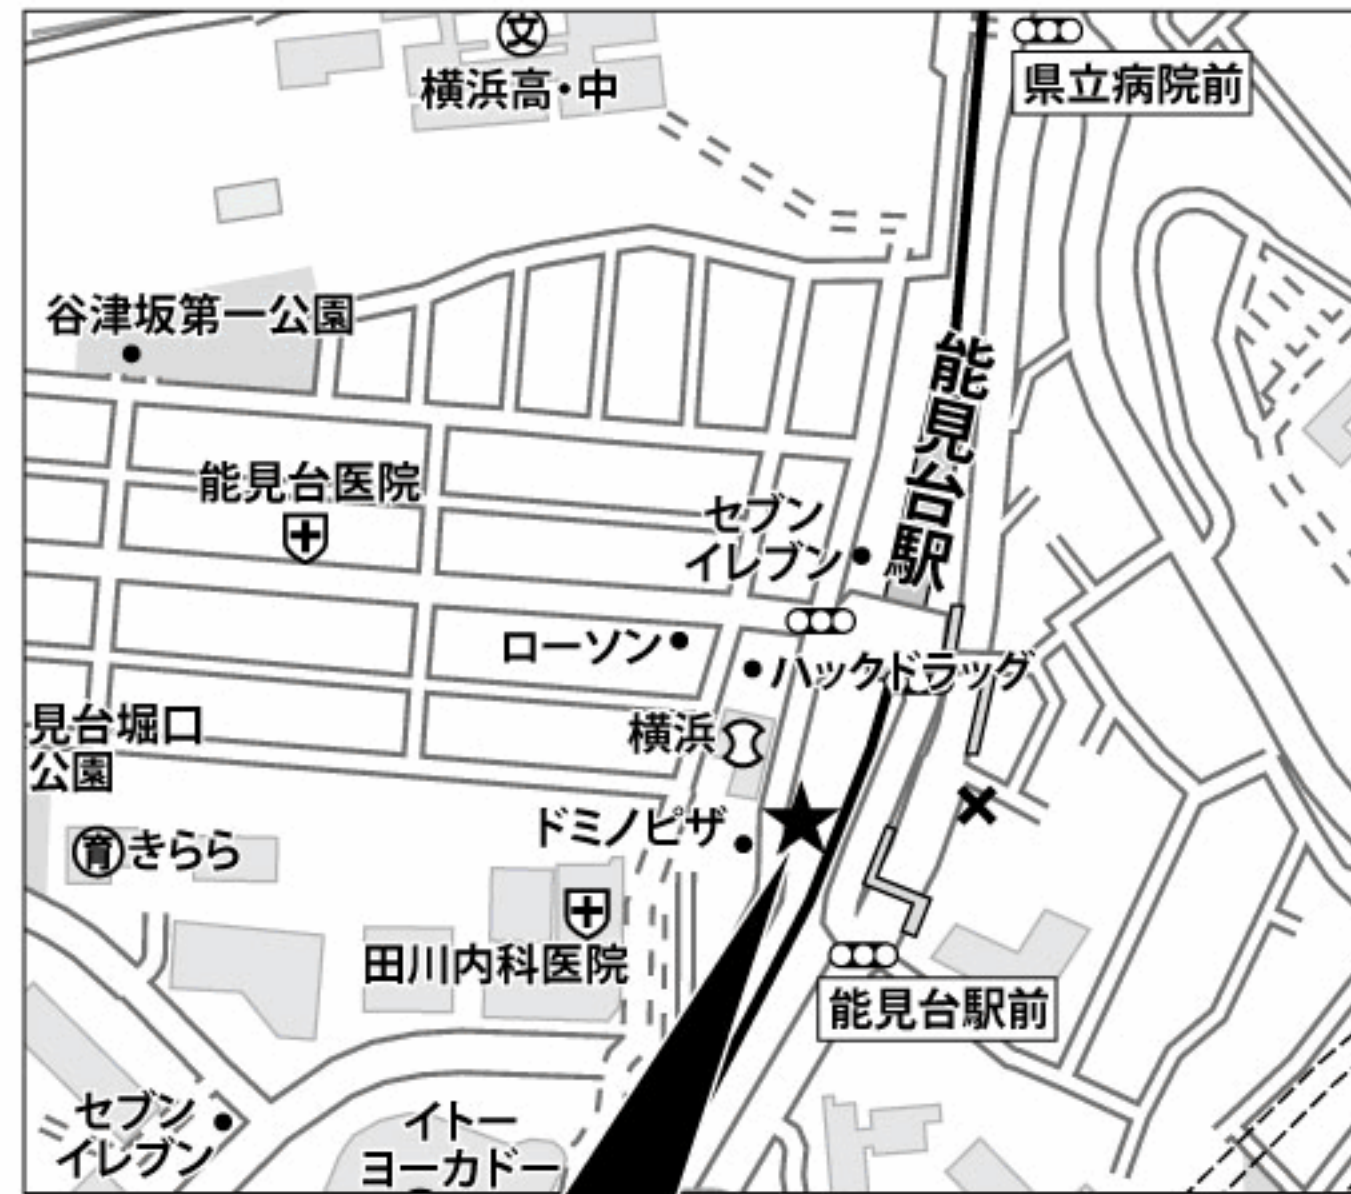 文
横浜高・中
県立病院前
谷津坂第一公園
能見台駅
能見台医院
セブン
イレブン
ローソン
ハックドラッグ
見台堀口
公園
横浜
ドミノピザ
育きらら
田川内科医院
能見台駅前
セブン
イレブン
イトー
ヨーカドー